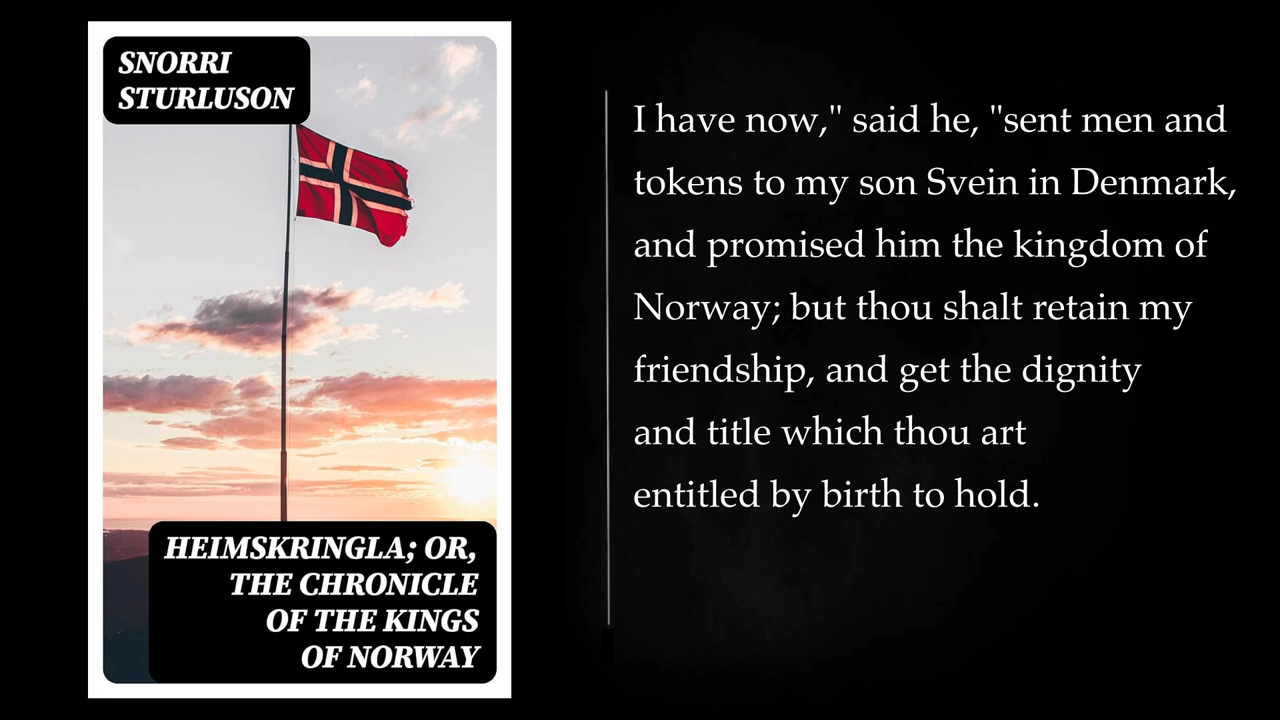 SNORRI
STURLUSON
HEIMSKRINGLA; OR,
THE CHRONICLE
OF THE KINGS
OF NORWAY
I have now," said he, "sent men and
tokens to my son Svein in Denmark,
and promised him the kingdom of
Norway; but thou shalt retain my
friendship, and get the dignity
and title which thou art
entitled by birth to hold.